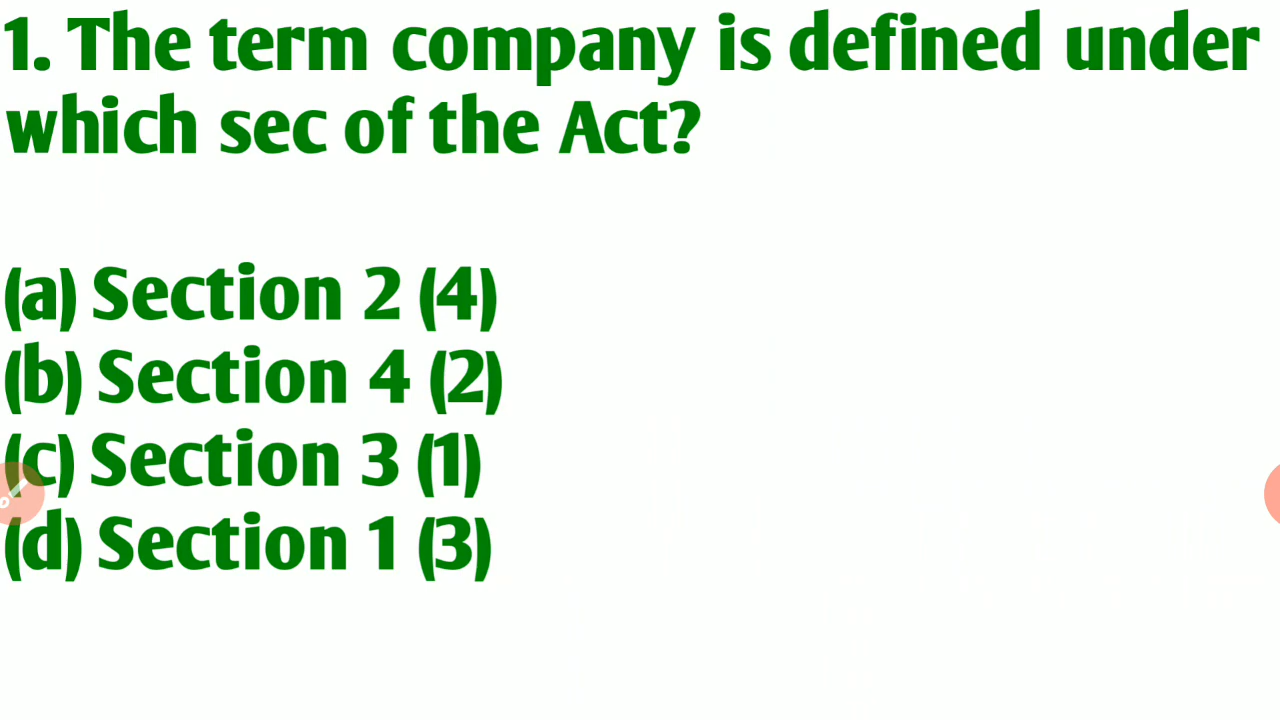 1. The term company is defined under
which sec of the Act?
(a) Section 2 (4)
(b) Section 4 (2)
(c) Section 3 (1)
(d) Section 1 (3)